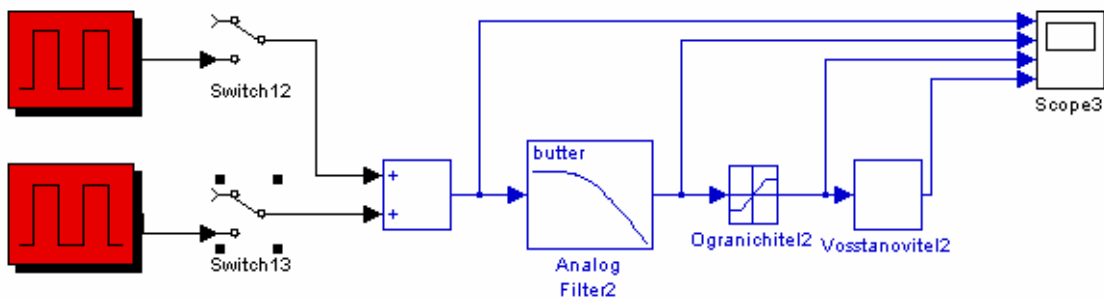 Switch12
Scope3
butter
+
+
Ogranichitel2
Vosstanovitel2
Switch13
Analog
Filter2